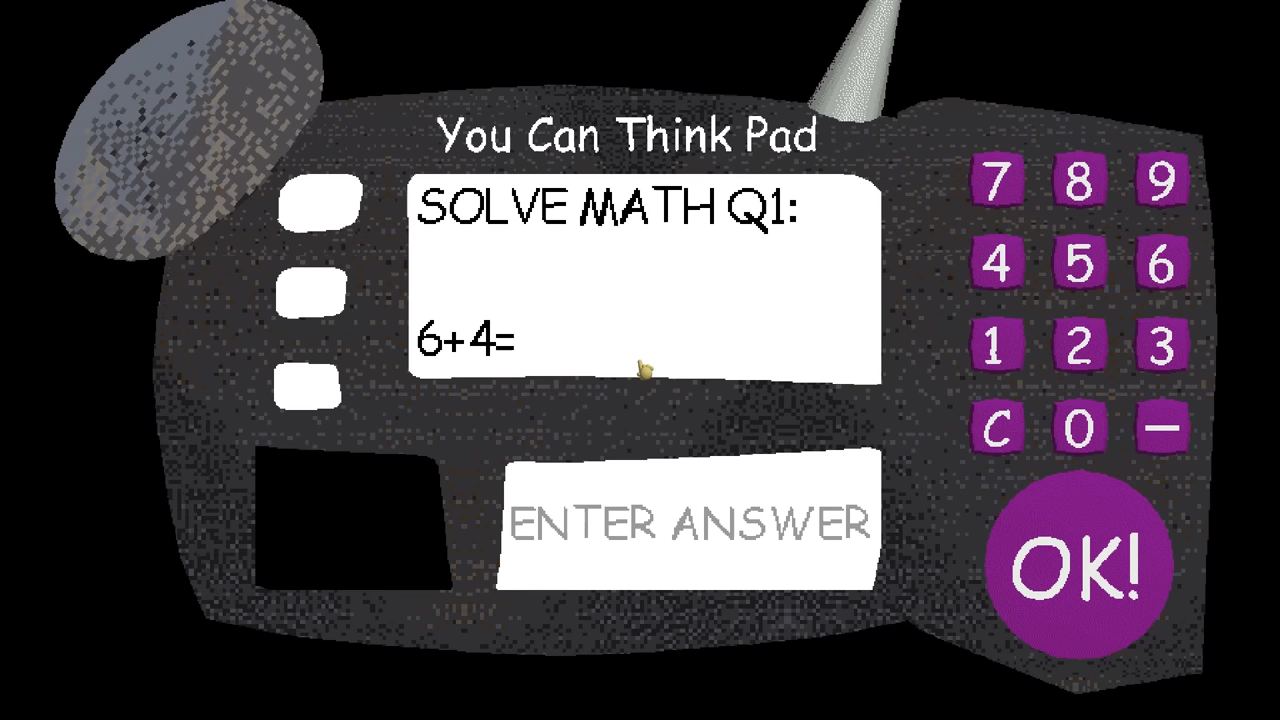 You Can Think Pad
SOLVE MATH Q1:
6+4=
ENTER ANSWER
7 8 9
4 5 6
1 2 3
C 0 —
OK!